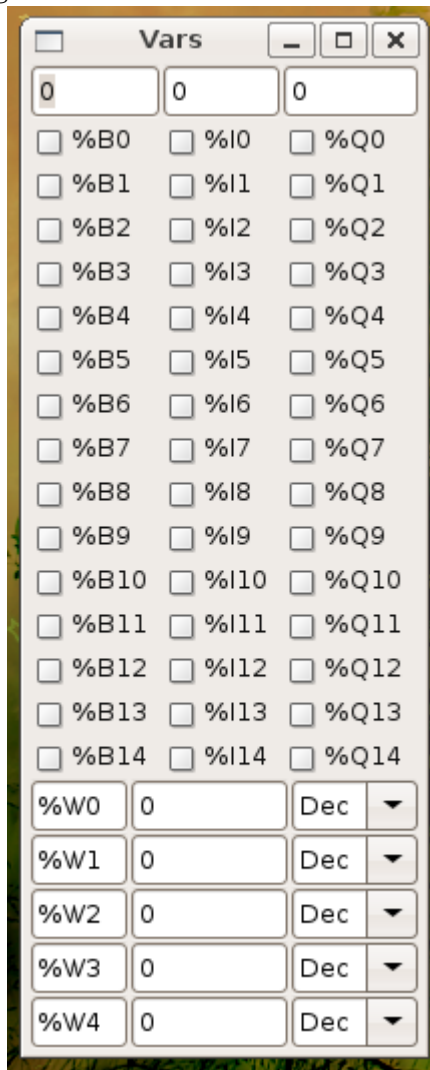 Vars
0 0 0
%B0 %I0 %Q0
%B1 %I1 %Q1
%B2 %I2 %Q2
%B3 %I3 %Q3
%B4 %I4 %Q4
%B5 %I5 %Q5
%B6 %I6 %Q6
%B7 %I7 %Q7
%B8 %I8 %Q8
%B9 %I9 %Q9
%B10 %I10 %Q10
%B11 %I11 %Q11
%B12 %I12 %Q12
%B13 %I13 %Q13
%B14 %I14 %Q14
%W0 0 Dec
%W1 0 Dec
%W2 0 Dec
%W3 0 Dec
%W4 0 Dec